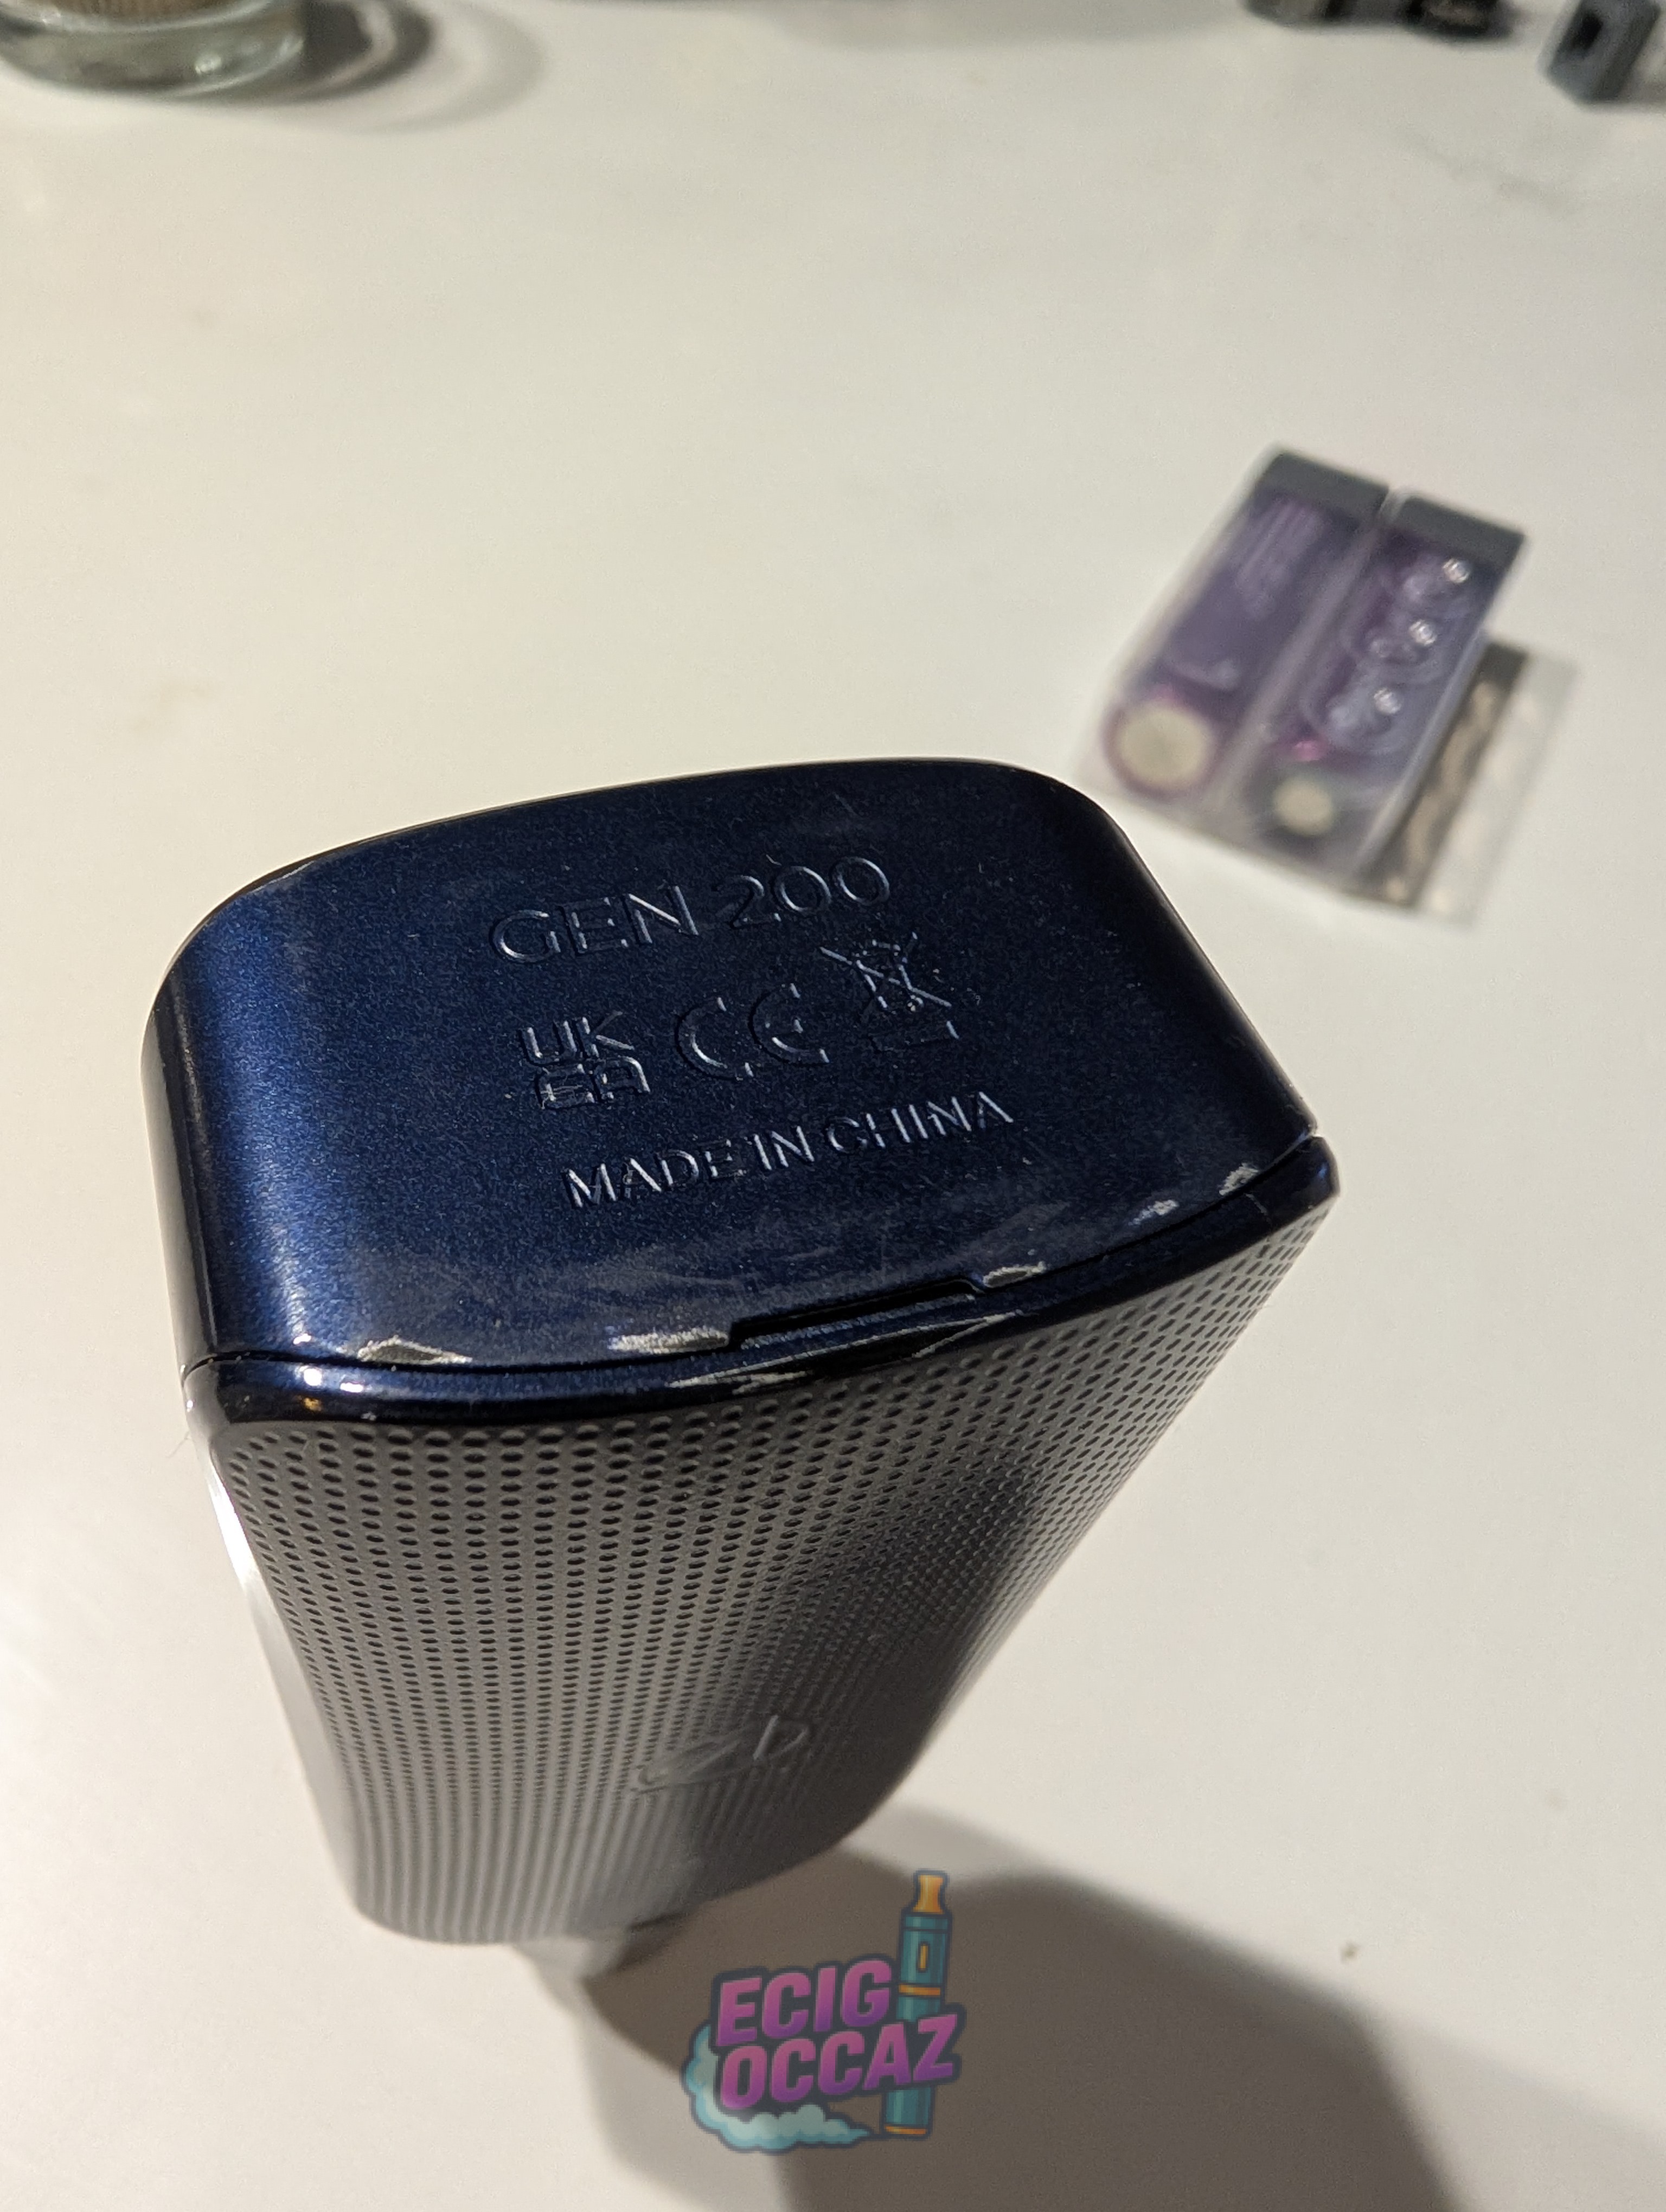 GEN 200
UK
CA CE
MADE IN CHINA
ECIG
OCCAZ